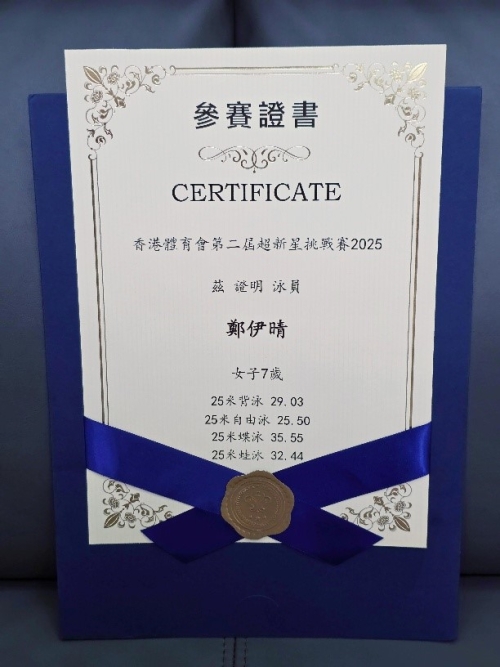 參賽證書
CERTIFICATE
香港體育會第二屆超新星挑戰賽2025
茲 證明 泳員
鄭伊晴
女子7歲
25米背泳 29.03
25米自由泳 25.50
25米蝶泳 35.55
25米蛙泳 32.44